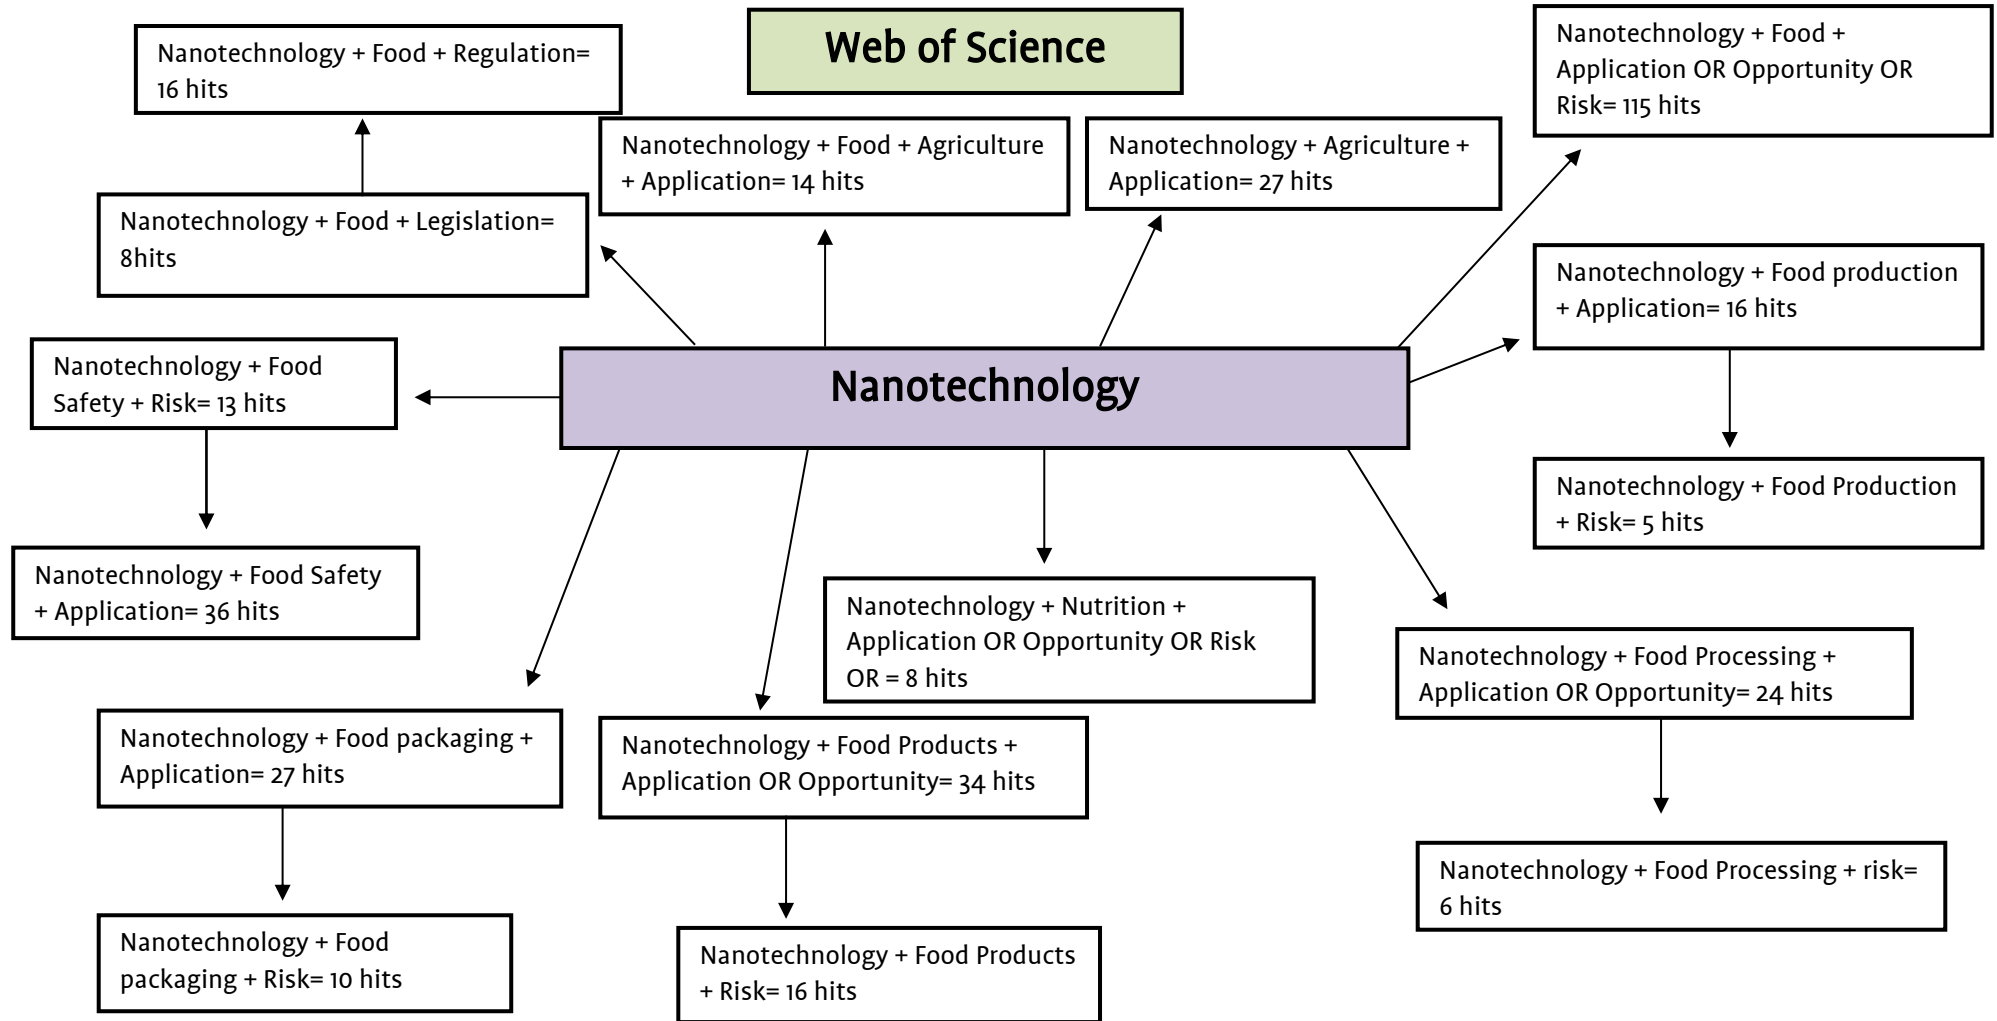 Web of Science
Nanotechnology + Food + Regulation=
16 hits
Nanotechnology + Food +
Application OR Opportunity OR
Risk= 115 hits
Nanotechnology + Food + Agriculture
+ Application= 14 hits
Nanotechnology + Agriculture +
Application= 27 hits
Nanotechnology + Food + Legislation=
8hits
Nanotechnology + Food production
+ Application= 16 hits
Nanotechnology + Food
Safety + Risk= 13 hits
Nanotechnology
Nanotechnology + Food Production
+ Risk= 5 hits
Nanotechnology + Food Safety
+ Application= 36 hits
Nanotechnology + Nutrition +
Application OR Opportunity OR Risk
OR = 8 hits
Nanotechnology + Food Processing +
Application OR Opportunity= 24 hits
Nanotechnology + Food packaging +
Application= 27 hits
Nanotechnology + Food Products +
Application OR Opportunity= 34 hits
Nanotechnology + Food Processing + risk=
6 hits
Nanotechnology + Food
packaging + Risk= 10 hits
Nanotechnology + Food Products
+ Risk= 16 hits